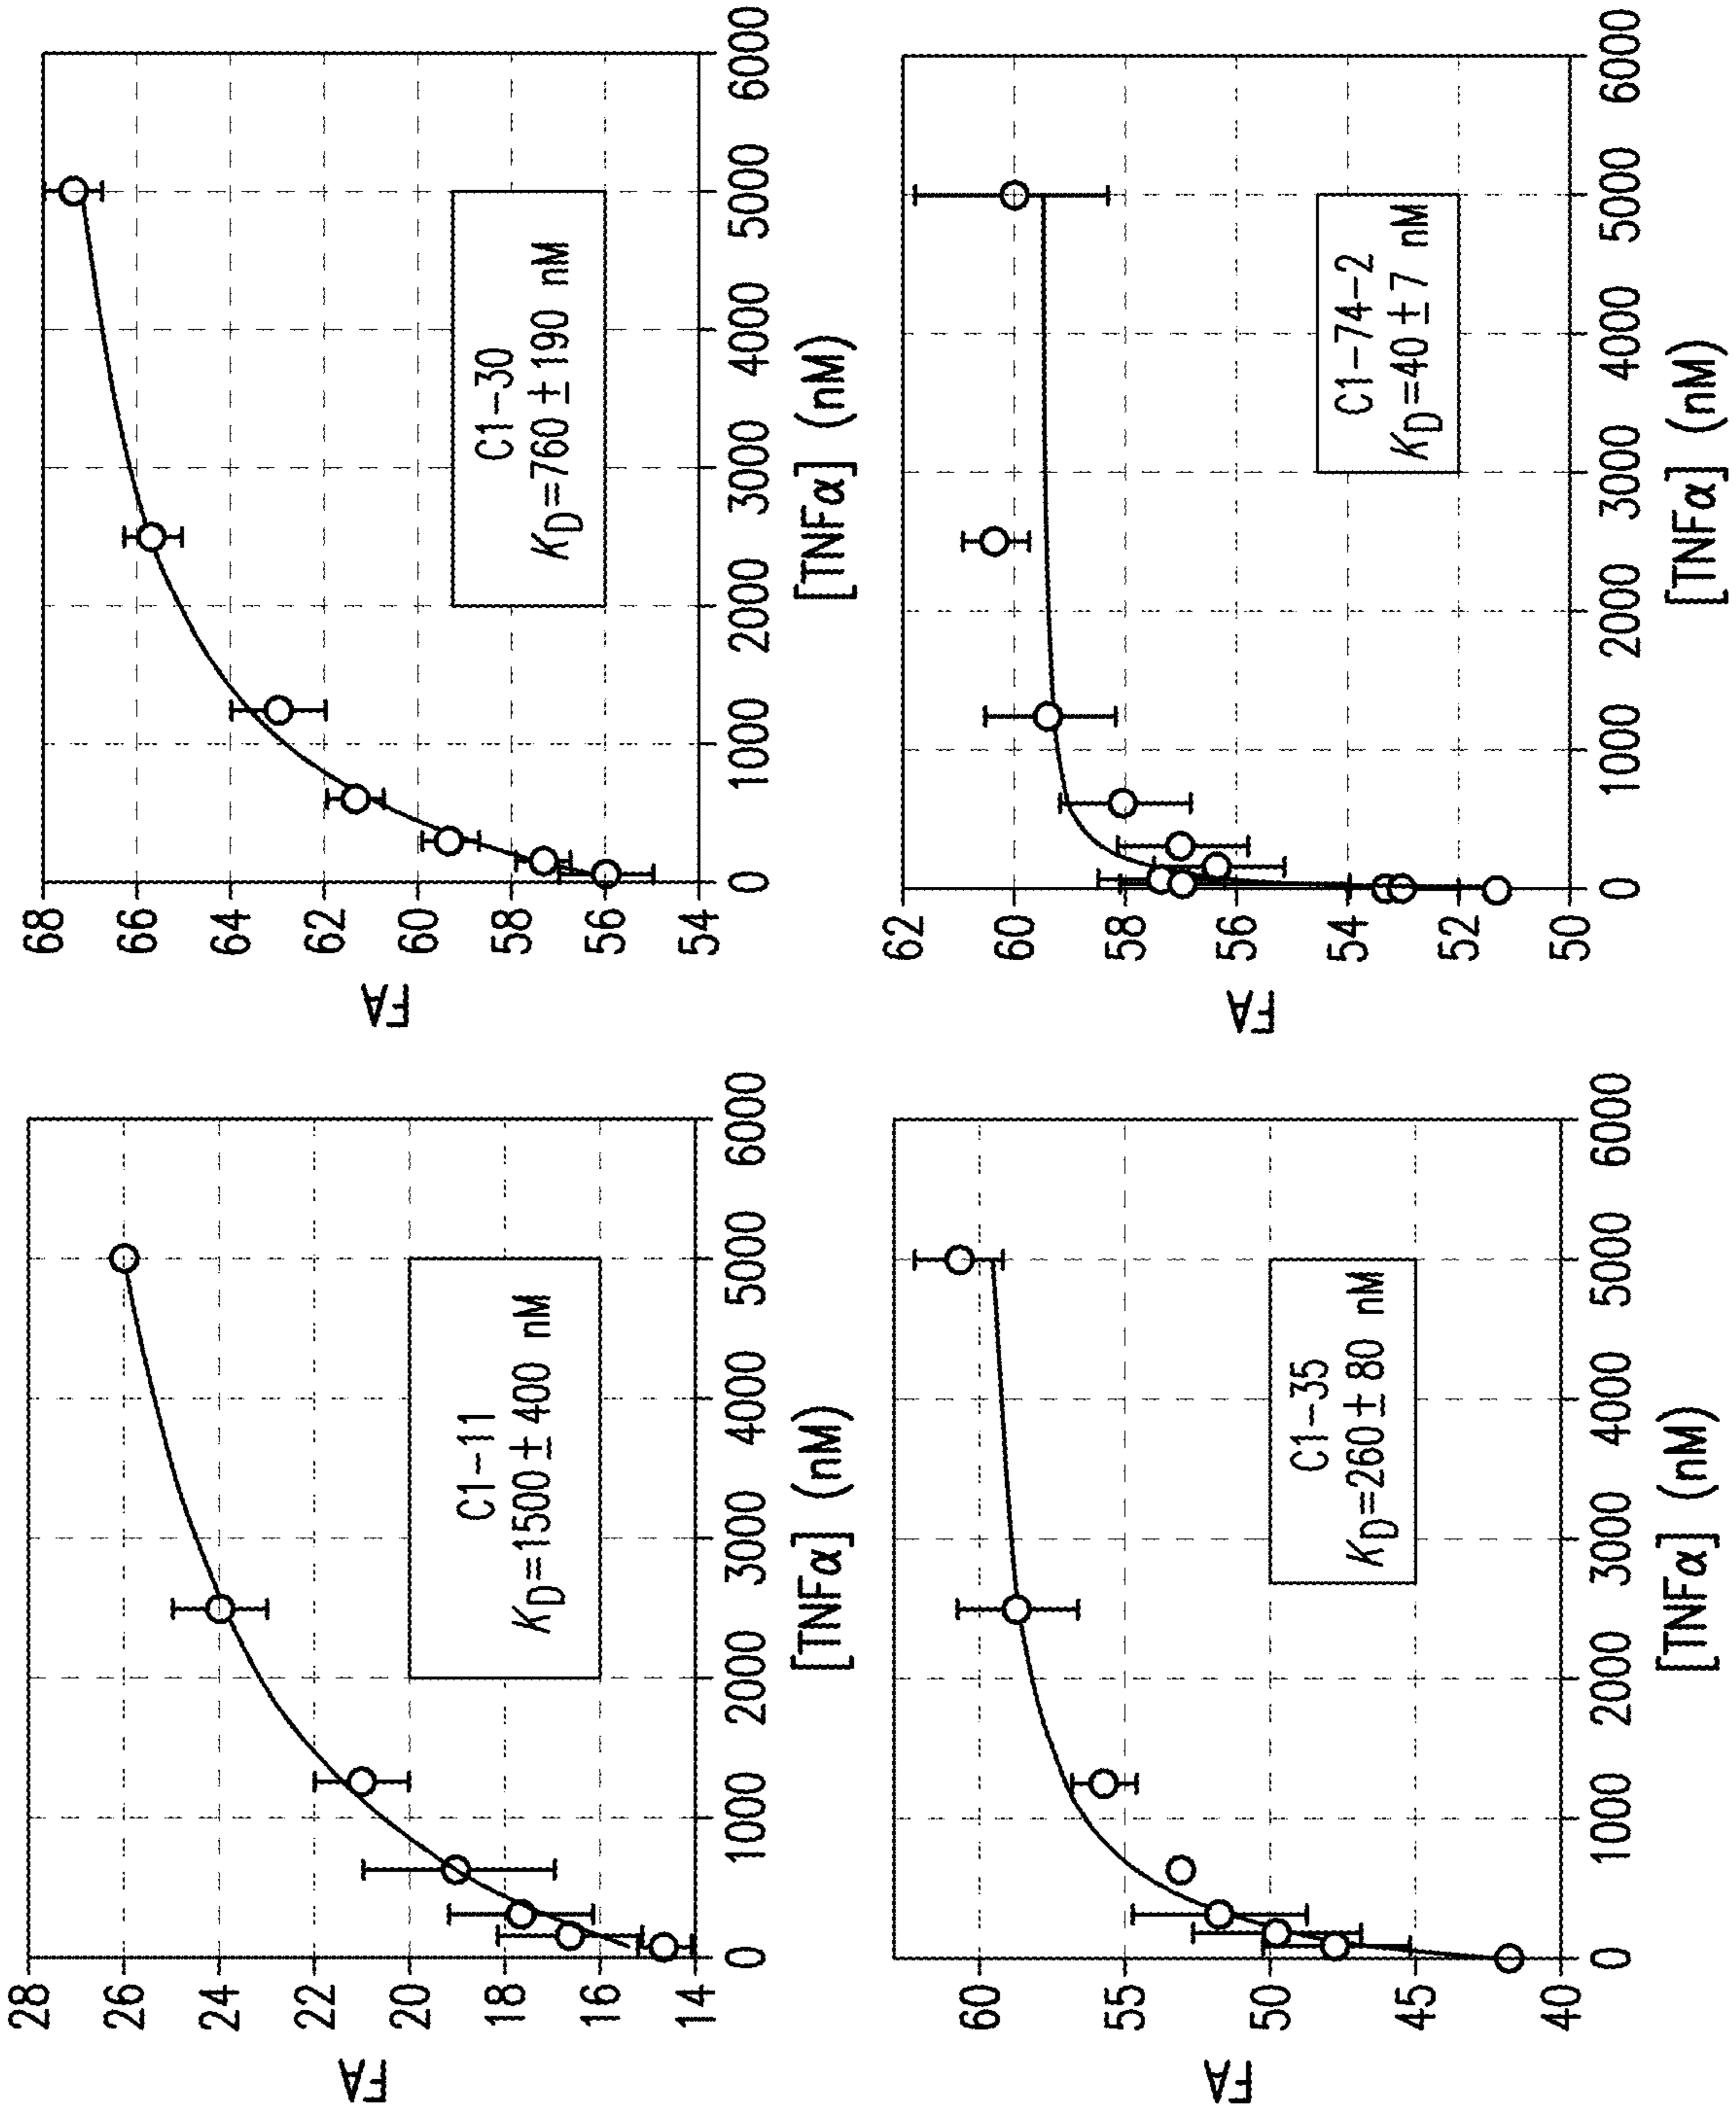 FA
28
26
24
22
20
18
16
14
C1-11
KD=1500±400 nM
0 1000 2000 3000 4000 5000 6000
[TNFα] (nM)
FA
68
66
64
62
60
58
56
54
C1-30
KD=760±190 nM
0 1000 2000 3000 4000 5000 6000
[TNFα] (nM)
FA
60
55
50
45
40
C1-35
KD=260±80 nM
0 1000 2000 3000 4000 5000 6000
[TNFα] (nM)
FA
62
60
58
56
54
52
50
C1-74-2
KD=40±7 nM
0 1000 2000 3000 4000 5000 6000
[TNFα] (nM)